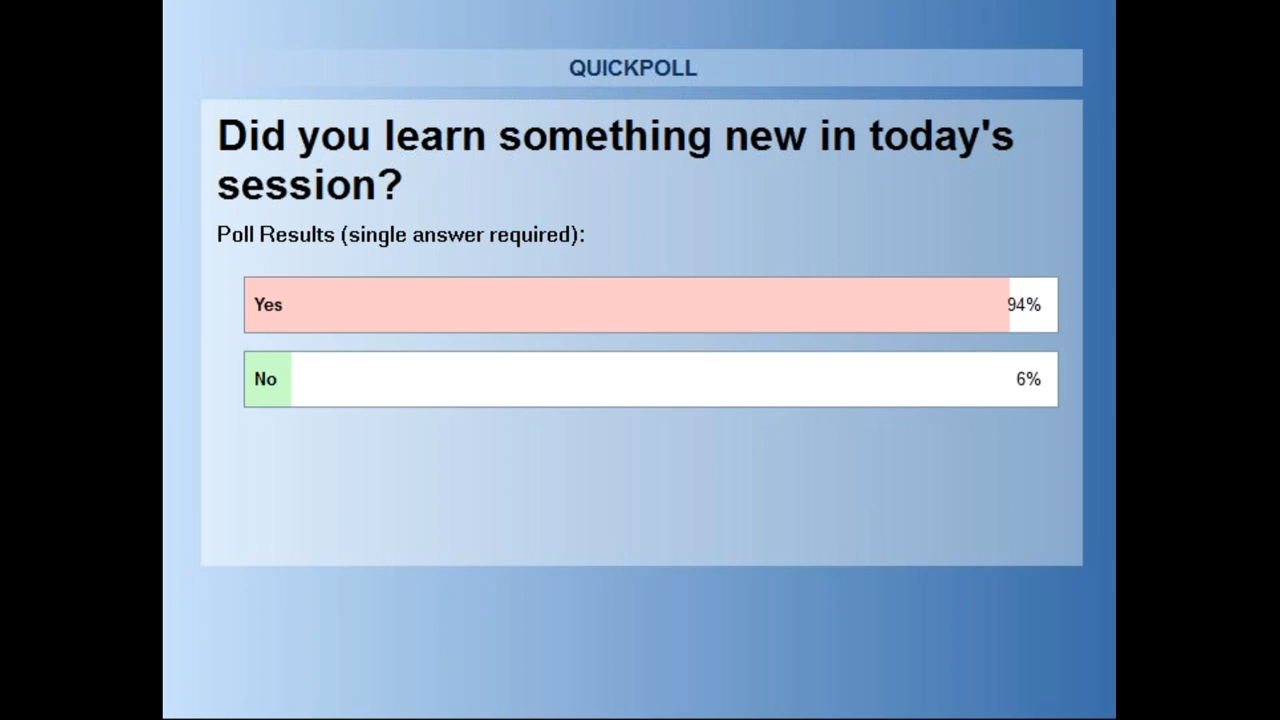 QUICKPOLL
Did you learn something new in today's
session?
Poll Results (single answer required):
Yes 94%
No 6%